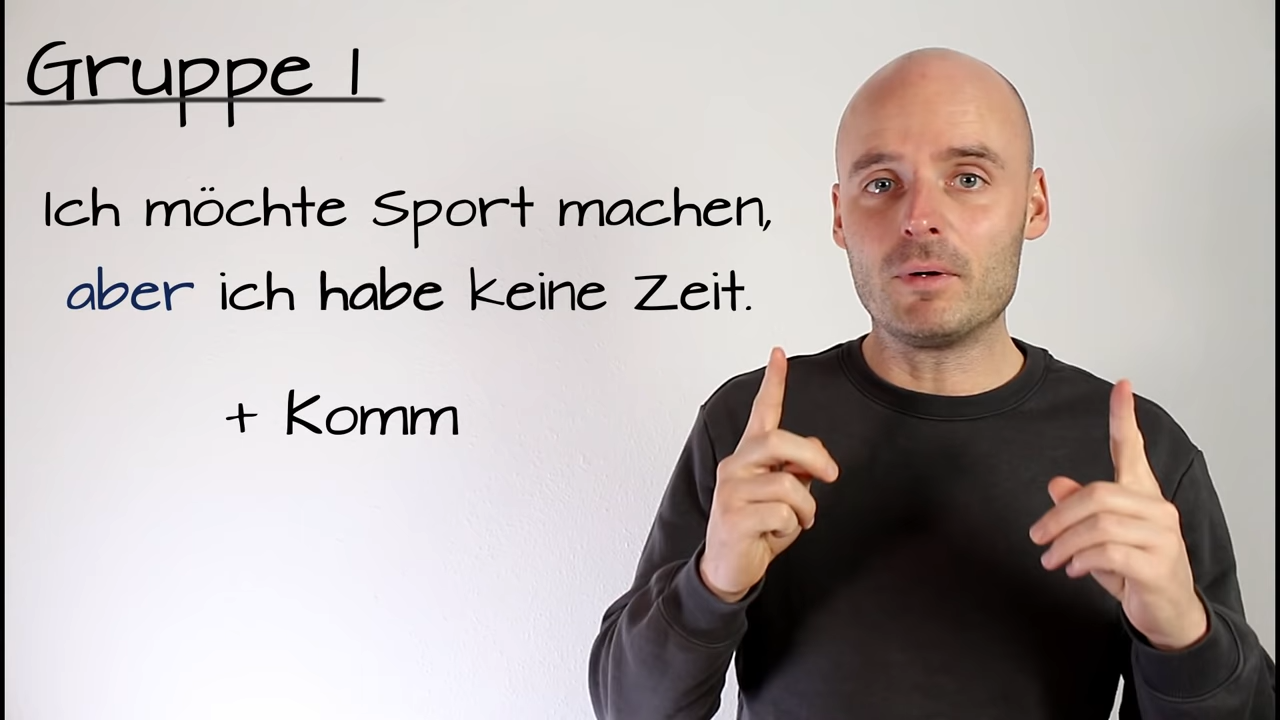 Gruppe 1
Ich möchte Sport machen,
aber ich habe keine Zeit.
+ Komm